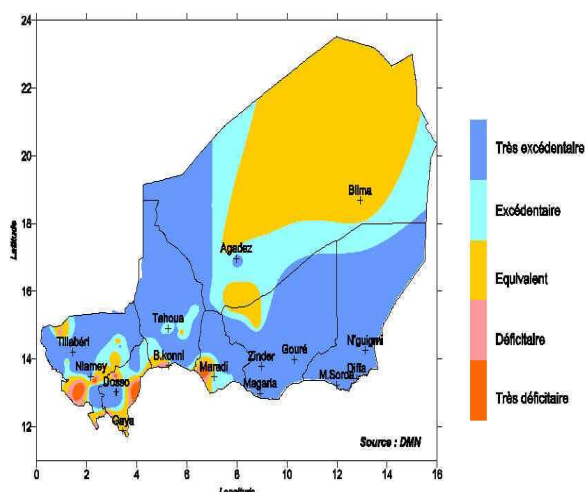 24
22
20
18
16
14
12
Latitude
0 2 4 6 8 10 12 14 16
Longitude
Bilma
Agadaz
Tahoua
Tillabéri
Niamey
Dosso
Gaya
B.konni
Maradi
Zinder
Magaria
Gouré
N'guigmi
Diffa
M.Soroa
Source : DMN
Très excédentaire
Excédentaire
Equivalent
Déficitaire
Très déficitaire